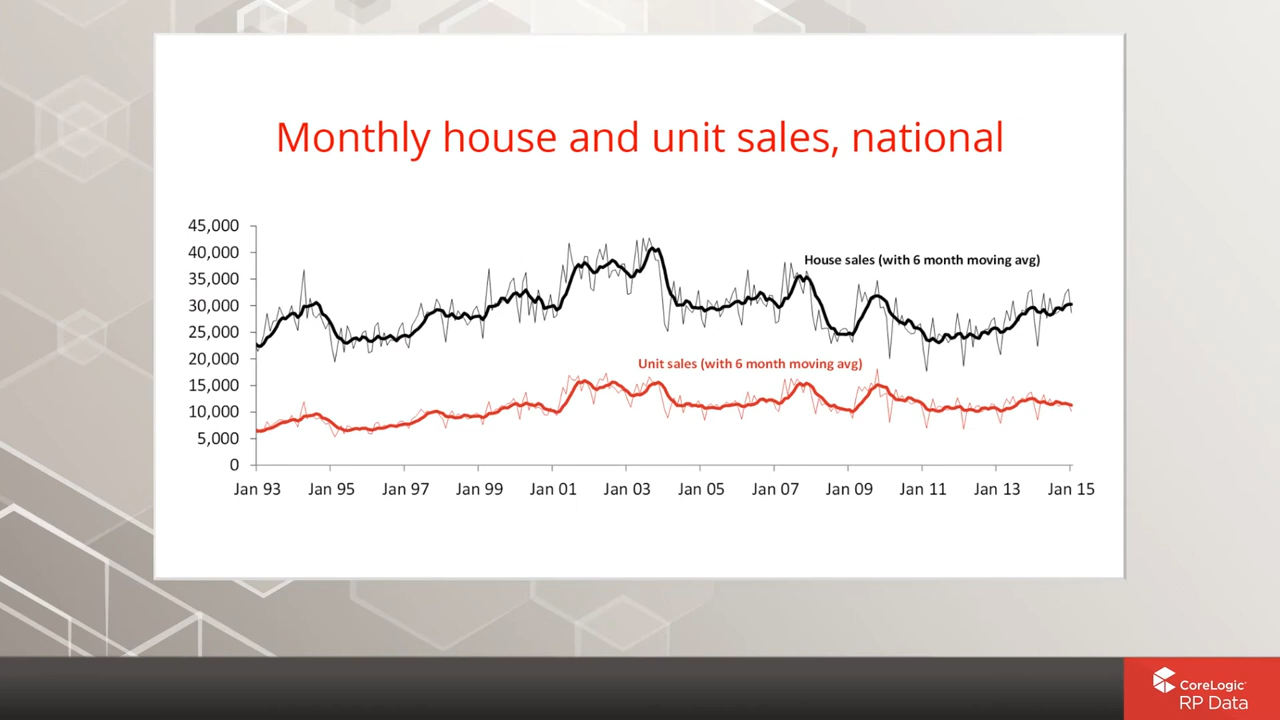 Monthly house and unit sales, national
45,000
40,000
35,000
30,000
25,000
20,000
15,000
10,000
5,000
0
House sales (with 6 month moving avg)
Unit sales (with 6 month moving avg)
Jan 93 Jan 95 Jan 97 Jan 99 Jan 01 Jan 03 Jan 05 Jan 07 Jan 09 Jan 11 Jan 13 Jan 15
CoreLogic
RP Data